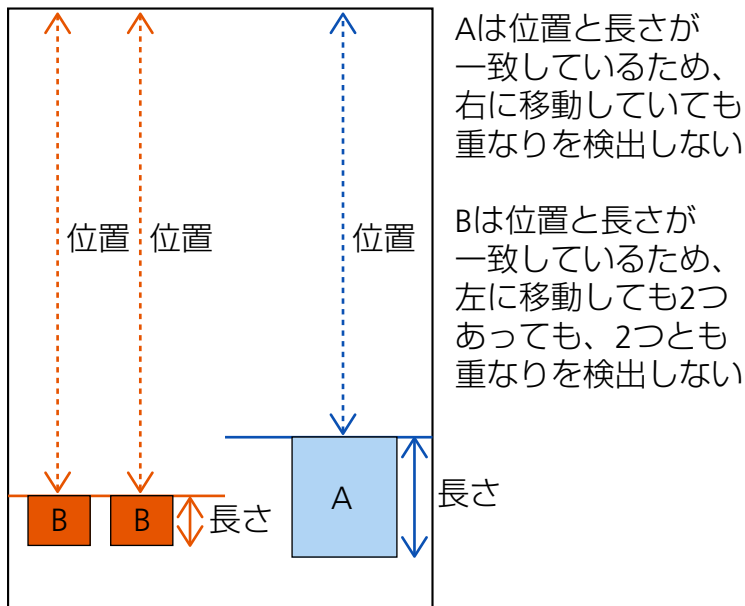 Aは位置と長さが
一致しているため、
右に移動していても
重なりを検出しない
Bは位置と長さが
一致しているため、
左に移動しても2つ
あっても、2つとも
重なりを検出しない
位置
位置
位置
A
長さ
B
B
長さ